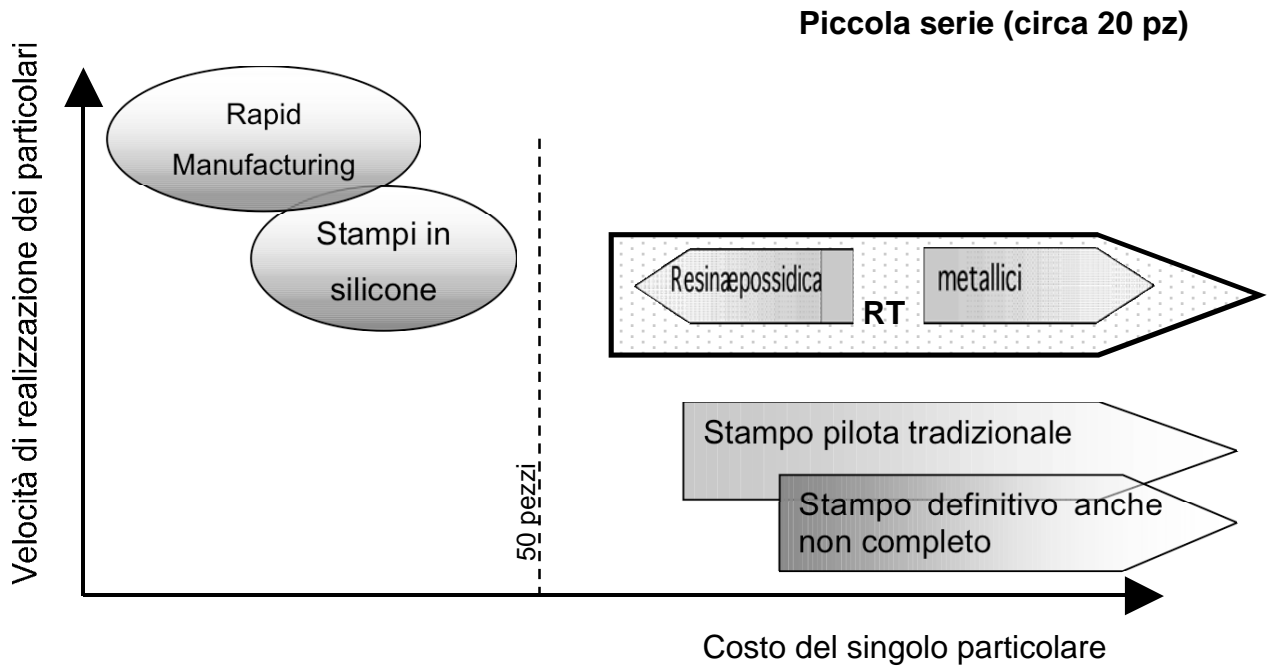 Piccola serie (circa 20 pz)
Velocità di realizzazione dei particolari
Rapid
Manufacturing
Stampi in
silicone
50 pezzi
Resinæpossidica
RT
metallici
Stampo pilota tradizionale
Stampo definitivo anche
non completo
Costo del singolo particolare